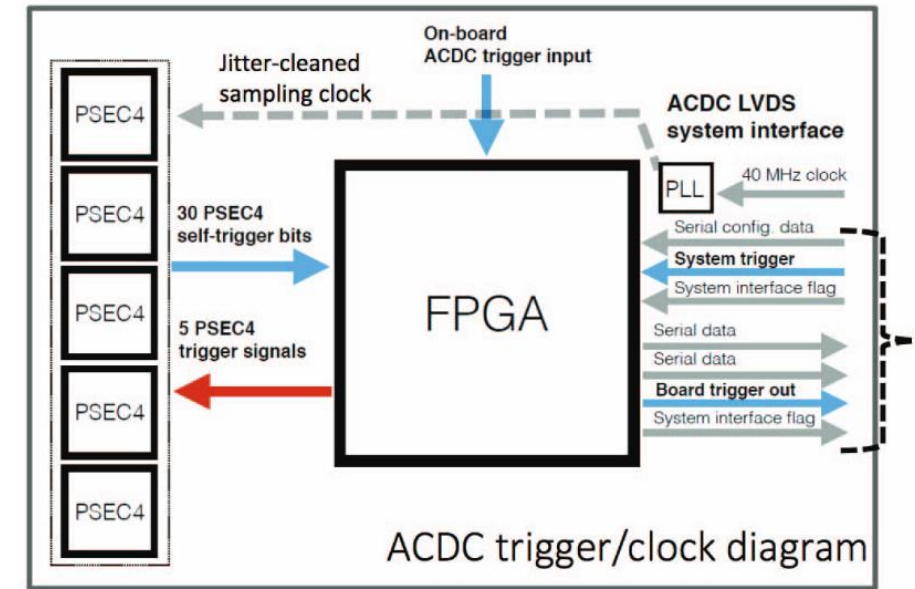 On-board
ACDC trigger input
Jitter-cleaned
sampling clock
ACDC LVDS
system interface
PSEC4
PLL
40 MHz clock
PSEC4
30 PSEC4
self-trigger bits
Serial config. data
System trigger
System interface flag
PSEC4
FPGA
5 PSEC4
trigger signals
Serial data
Serial data
Board trigger out
System interface flag
PSEC4
PSEC4
ACDC trigger/clock diagram